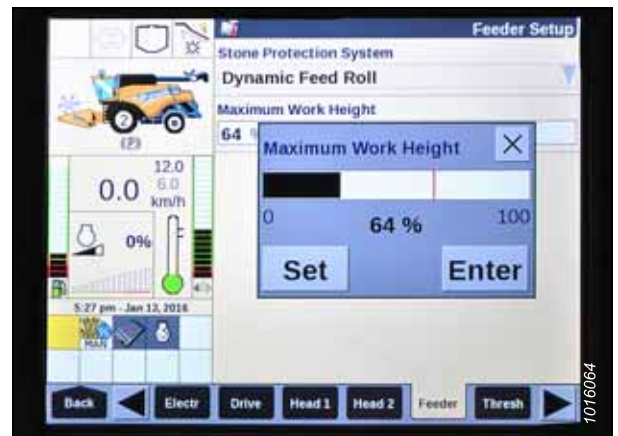 Feeder Setup
Stone Protection System
Dynamic Feed Roll
Maximum Work Height
64 %
Maximum Work Height
0
64 %
100
Set
Enter
2
(P)
12.0
6.0
0.0
km/h
0%
5:27 pm - Jan 13, 2016
MAN
Back
Electr
Drive
Head 1
Head 2
Feeder
Thresh
1016064